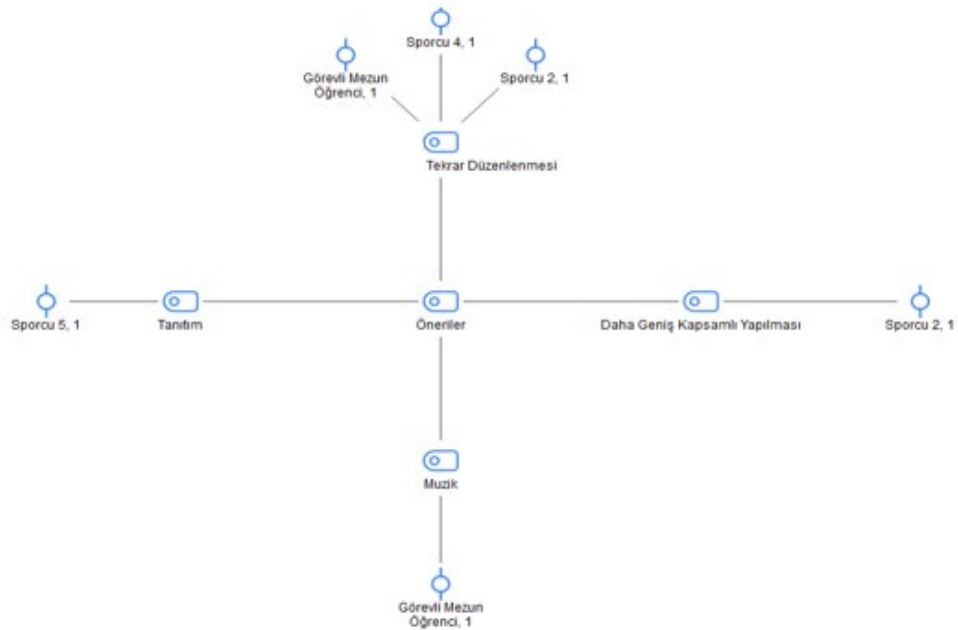 Sporcu 4, 1
Görevli Mezun
Öğrenci, 1
Sporcu 2, 1
Tekrar Düzenlenmesi
Sporcu 5, 1
Tanıtım
Öneriler
Daha Geniş Kapsamlı Yapılması
Sporcu 2, 1
Muzik
Görevli Mezun
Öğrenci, 1